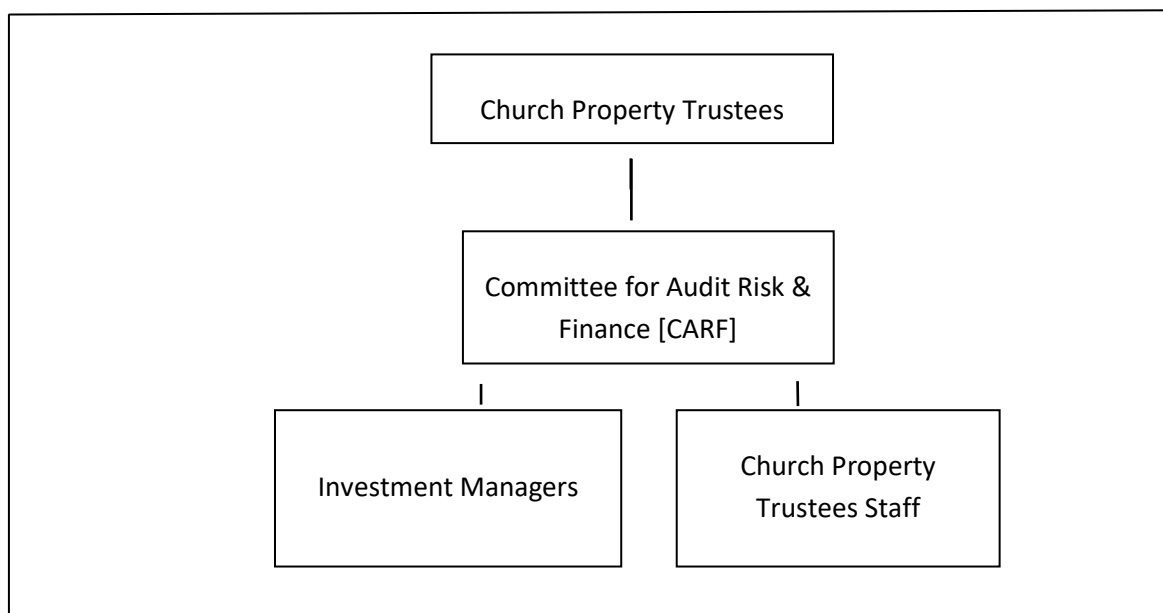 Church Property Trustees
Committee for Audit Risk &
Finance [CARF]
Investment Managers
Church Property
Trustees Staff